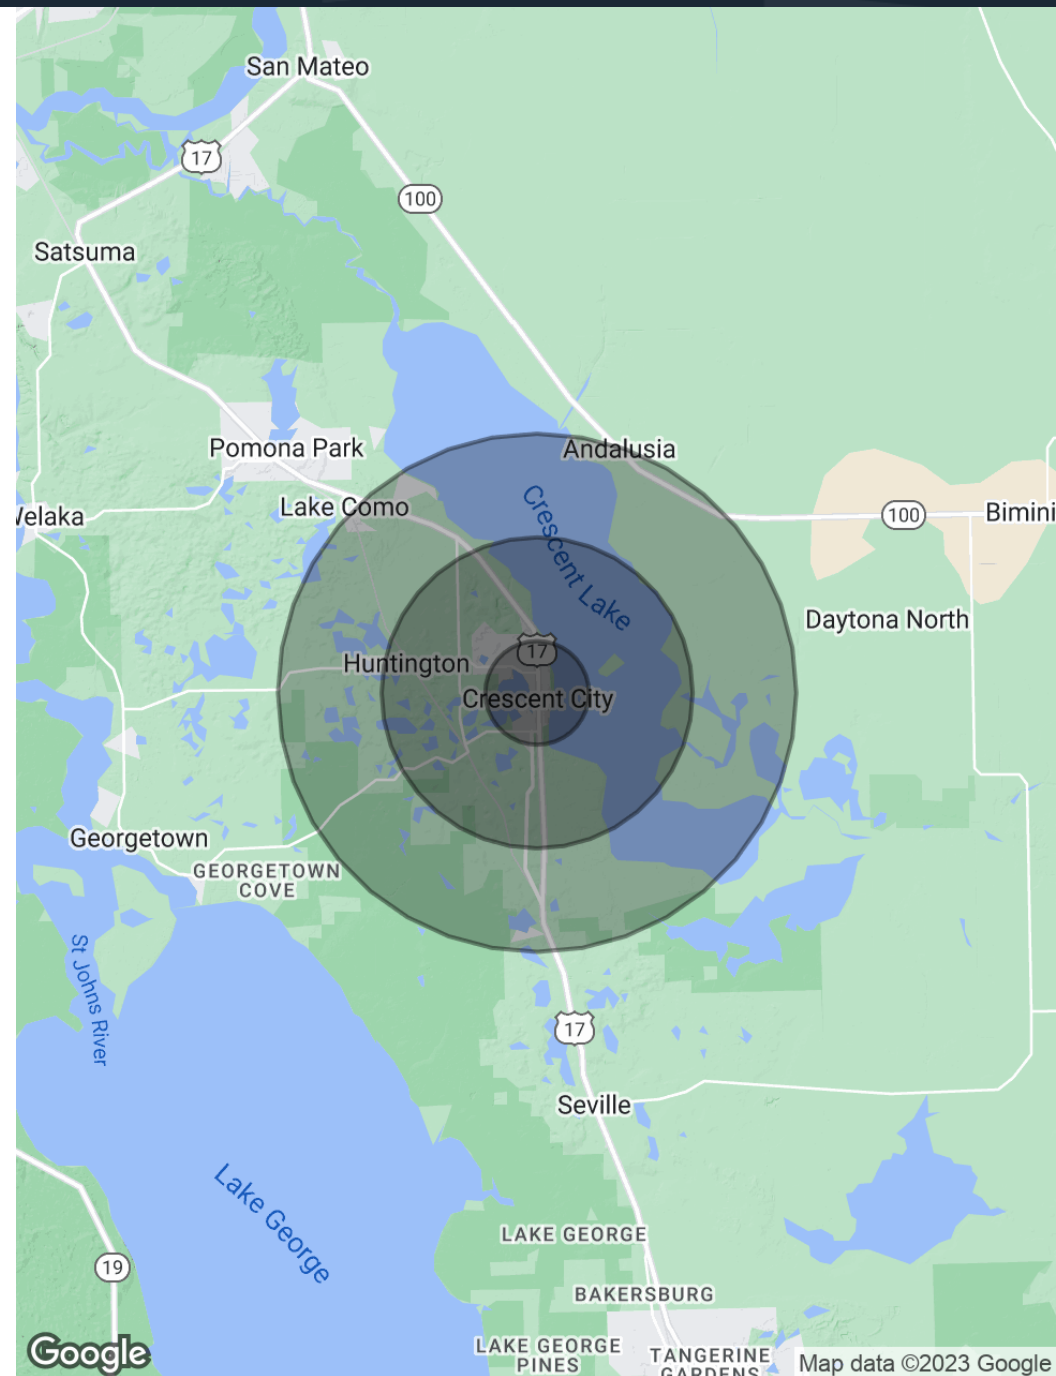 San Mateo
17
100
Satsuma
Pomona Park
Andalusia
Lake Como
Crescent Lake
Welaka
100
Bimini
Daytona North
17
Huntington
Crescent City
Georgetown
GEORGETOWN
COVE
St Johns River
17
Seville
Lake George
LAKE GEORGE
19
BAKERSBURG
LAKE GEORGE
PINES
TANGERINE
GARDENS
Google
Map data ©2023 Google